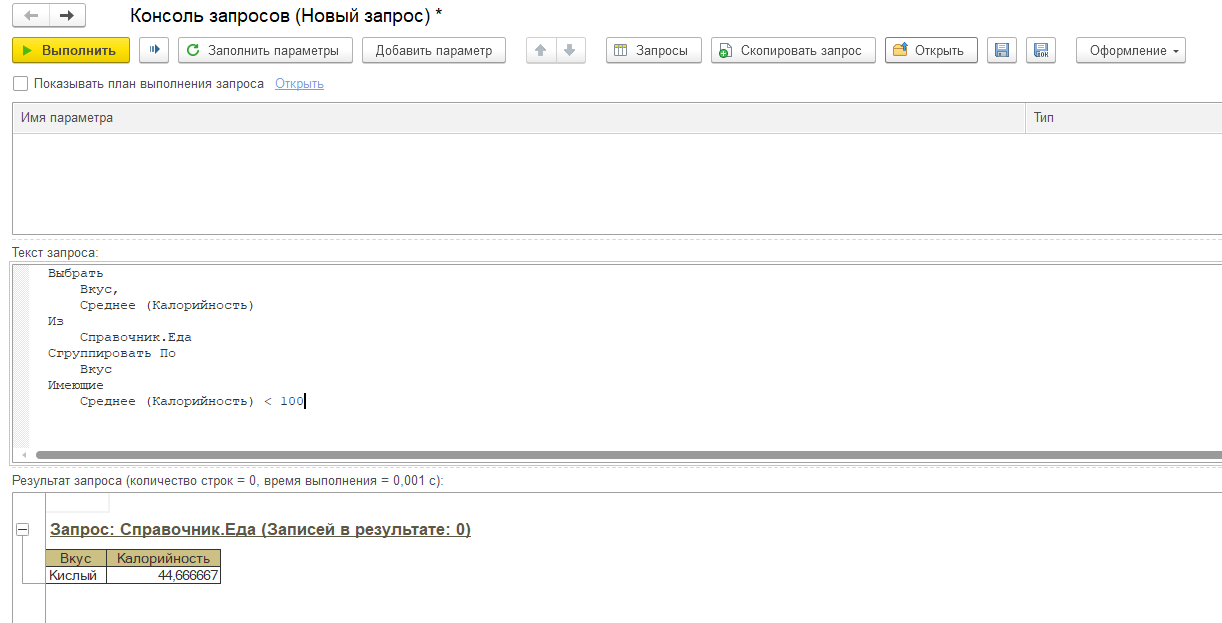 Консоль запросов (Новый запрос) *
Выполнить Заполнить параметры Добавить параметр Запросы Скопировать запрос Открыть Оформление
Показывать план выполнения запроса Открыть
Имя параметра Тип
Текст запроса:
Выбрать
Вкус,
Среднее (Калорийность)
Из
Справочник.Еда
Сгруппировать По
Вкус
Имеющие
Среднее (Калорийность) < 100
Результат запроса (количество строк = 0, время выполнения = 0,001 с):
Запрос: Справочник.Еда (Записей в результате: 0)
Вкус Калорийность
Кислый 44,666667